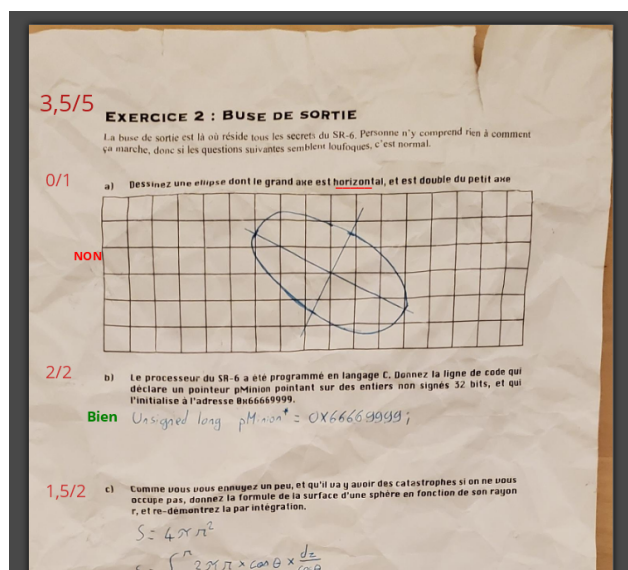 3,5/5
EXERCICE 2 : BUSE DE SORTIE
La buse de sortie est là où réside tous les secrets du SR-6. Personne n'y comprend rien à comment
ça marche, donc si les questions suivantes semblent loufoques, c'est normal.
0/1
a) Dessinez une ellipse dont le grand axe est horizontal, et est double du petit axe
NON
2/2
b) Le processeur du SR-6 a été programmé en langage C. Donnez la ligne de code qui
déclare un pointeur pMinion pointant sur des entiers non signés 32 bits, et qui
l'initialise à l'adresse 0x66669999.
Bien Unsigned long pMinion* = 0X66669999;
1,5/2
c) Comme vous vous ennuyez un peu, et qu'il va y avoir des catastrophes si on ne vous
occupe pas, donnez la formule de la surface d'une sphère en fonction de son rayon
r, et re-démontrez la par intégration.
S = 4πr²